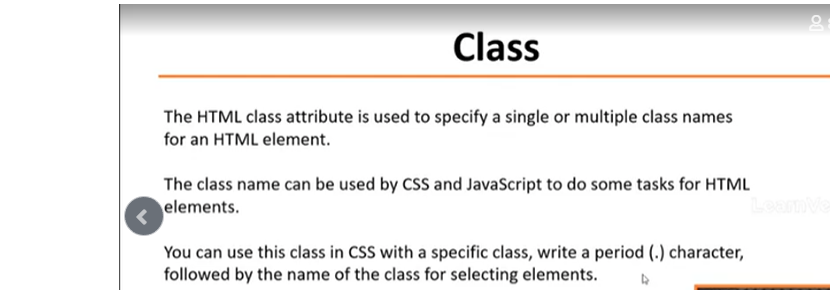 Class
The HTML class attribute is used to specify a single or multiple class names
for an HTML element.
The class name can be used by CSS and JavaScript to do some tasks for HTML
elements.
You can use this class in CSS with a specific class, write a period (.) character,
followed by the name of the class for selecting elements.